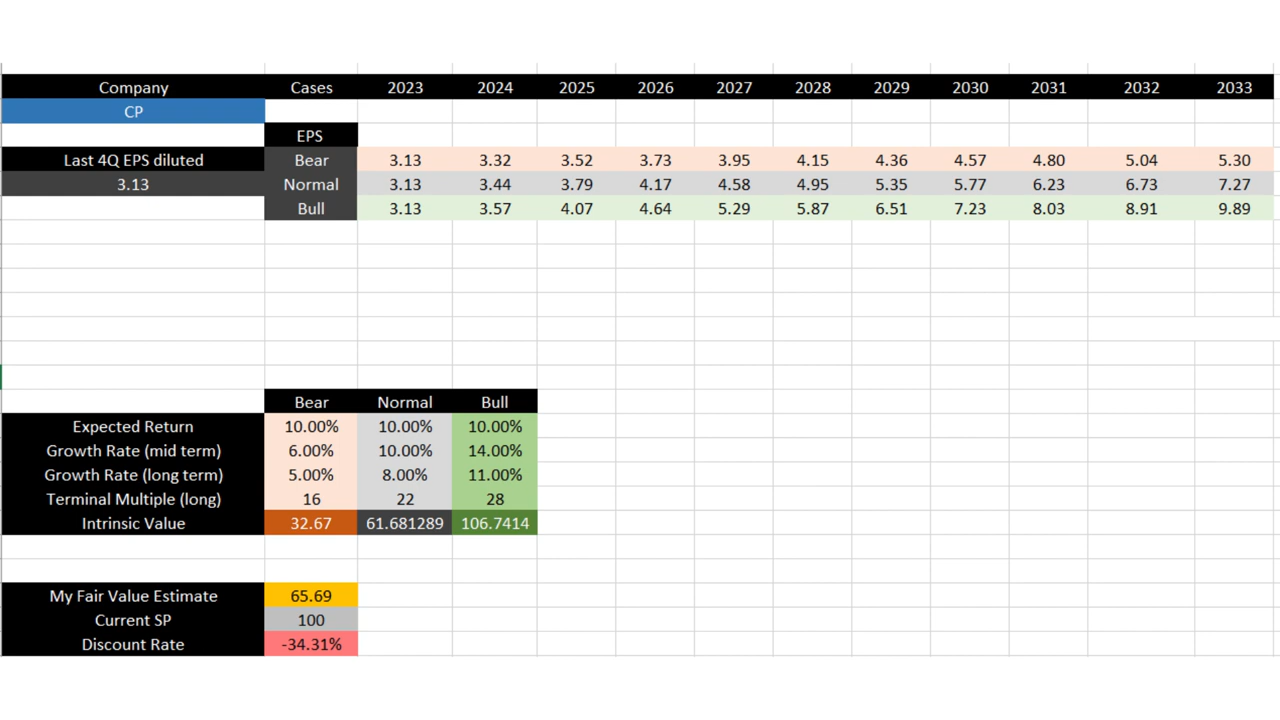 Company Cases 2023 2024 2025 2026 2027 2028 2029 2030 2031 2032 2033
CP
EPS
Last 4Q EPS diluted Bear 3.13 3.32 3.52 3.73 3.95 4.15 4.36 4.57 4.80 5.04 5.30
3.13 Normal 3.13 3.44 3.79 4.17 4.58 4.95 5.35 5.77 6.23 6.73 7.27
Bull 3.13 3.57 4.07 4.64 5.29 5.87 6.51 7.23 8.03 8.91 9.89
Bear Normal Bull
Expected Return 10.00% 10.00% 10.00%
Growth Rate (mid term) 6.00% 10.00% 14.00%
Growth Rate (long term) 5.00% 8.00% 11.00%
Terminal Multiple (long) 16 22 28
Intrinsic Value 32.67 61.681289 106.7414
My Fair Value Estimate 65.69
Current SP 100
Discount Rate -34.31%